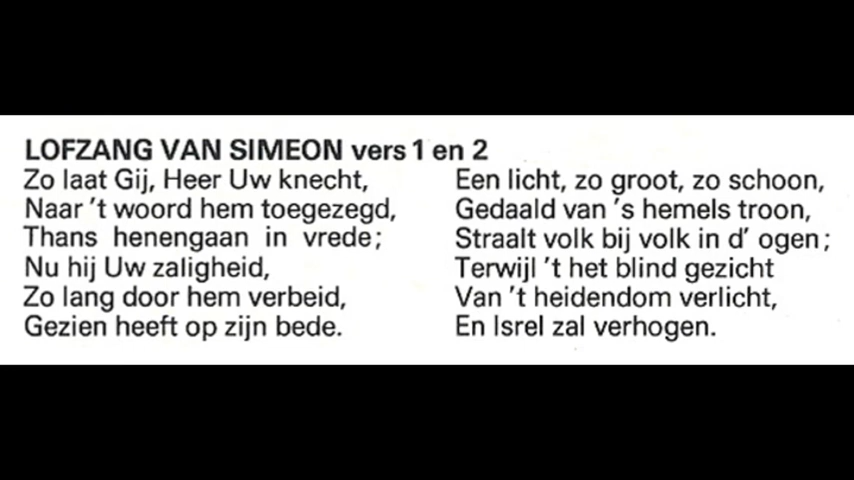 LOFZANG VAN SIMEON vers 1 en 2
Zo laat Gij, Heer Uw knecht,
Naar 't woord hem toegezegd,
Thans henengaan in vrede;
Nu hij Uw zaligheid,
Zo lang door hem verbeid,
Gezien heeft op zijn bede.
Een licht, zo groot, zo schoon,
Gedaald van 's hemels troon,
Straalt volk bij volk in d' ogen;
Terwijl 't het blind gezicht
Van 't heidendom verlicht,
En Isrel zal verhogen.